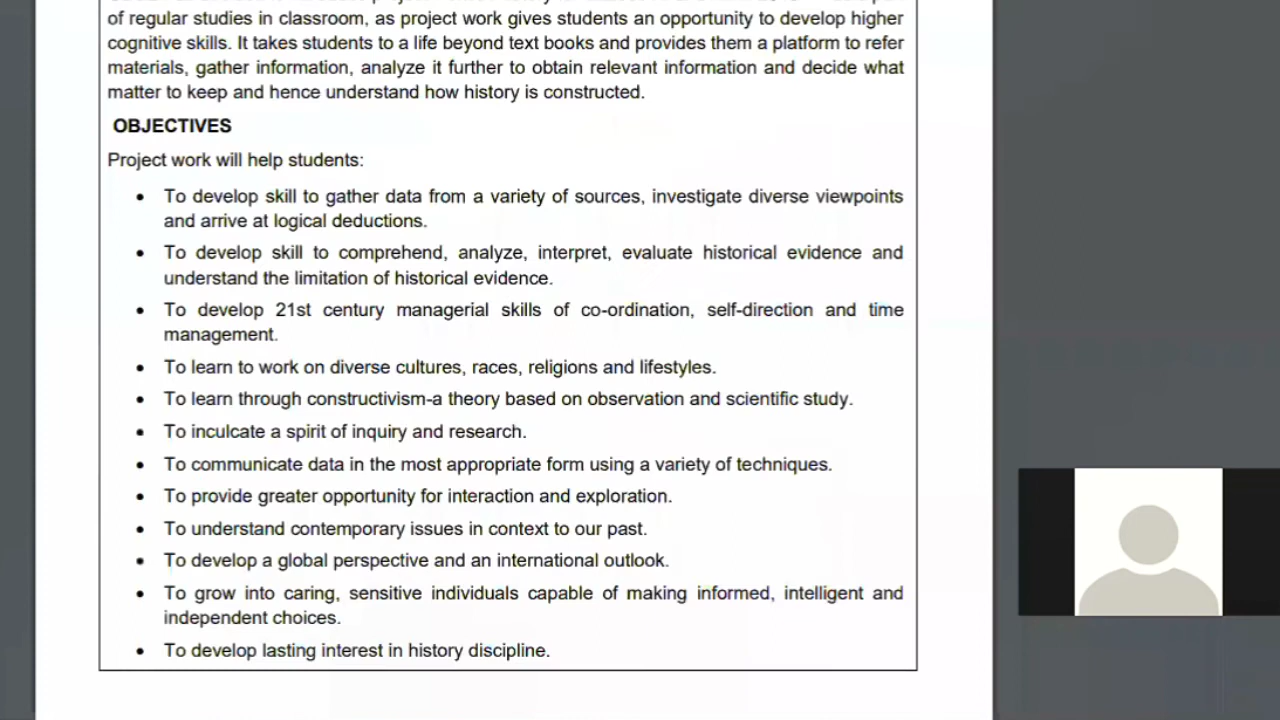 of regular studies in classroom, as project work gives students an opportunity to develop higher
cognitive skills. It takes students to a life beyond text books and provides them a platform to refer
materials, gather information, analyze it further to obtain relevant information and decide what
matter to keep and hence understand how history is constructed.
OBJECTIVES
Project work will help students:
• To develop skill to gather data from a variety of sources, investigate diverse viewpoints
and arrive at logical deductions.
• To develop skill to comprehend, analyze, interpret, evaluate historical evidence and
understand the limitation of historical evidence.
• To develop 21st century managerial skills of co-ordination, self-direction and time
management.
• To learn to work on diverse cultures, races, religions and lifestyles.
• To learn through constructivism-a theory based on observation and scientific study.
• To inculcate a spirit of inquiry and research.
• To communicate data in the most appropriate form using a variety of techniques.
• To provide greater opportunity for interaction and exploration.
• To understand contemporary issues in context to our past.
• To develop a global perspective and an international outlook.
• To grow into caring, sensitive individuals capable of making informed, intelligent and
independent choices.
• To develop lasting interest in history discipline.